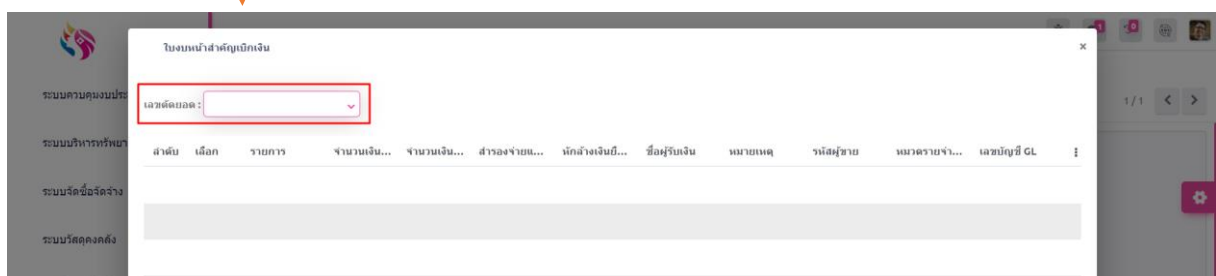 1
ใบงบหน้าสำคัญเบิกเงิน
×
ระบบควบคุมงบประ
เลขตัดยอด :
1/1
ระบบบริหารทรัพยา
ลำดับ เลือก รายการ จำนวนเงิน... จำนวนเงิน... สำรองจ่ายแ... หักล้างเงินยื... ชื่อผู้รับเงิน หมายเหตุ รหัสผู้ขาย หมวดรายจ่า... เลขบัญชี GL
ระบบจัดซื้อจัดจ้าง
ระบบวัสดุคงคลัง